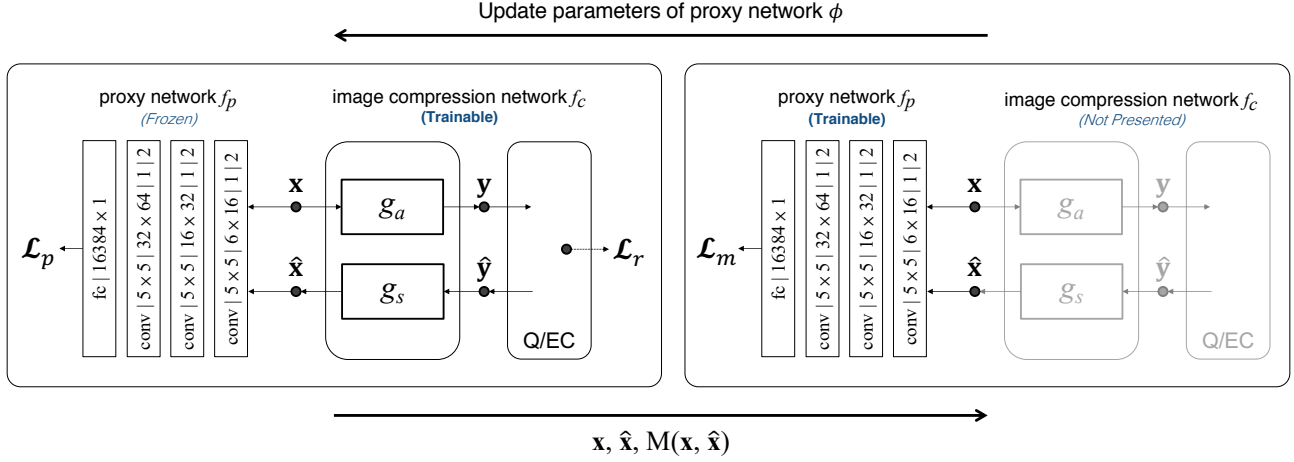 Update parameters of proxy network ϕ
proxy network f_p
(Frozen)
image compression network f_c
(Trainable)
fc | 16384 × 1
conv | 5 × 5 | 32 × 64 | 1 | 2
conv | 5 × 5 | 16 × 32 | 1 | 2
conv | 5 × 5 | 6 × 16 | 1 | 2
x
g_a
y
ℒ_p
ℒ_r
x̂
g_s
ŷ
Q/EC
proxy network f_p
(Trainable)
image compression network f_c
(Not Presented)
fc | 16384 × 1
conv | 5 × 5 | 32 × 64 | 1 | 2
conv | 5 × 5 | 16 × 32 | 1 | 2
conv | 5 × 5 | 6 × 16 | 1 | 2
x
g_a
y
ℒ_m
x̂
g_s
ŷ
Q/EC
x, x̂, M(x, x̂)